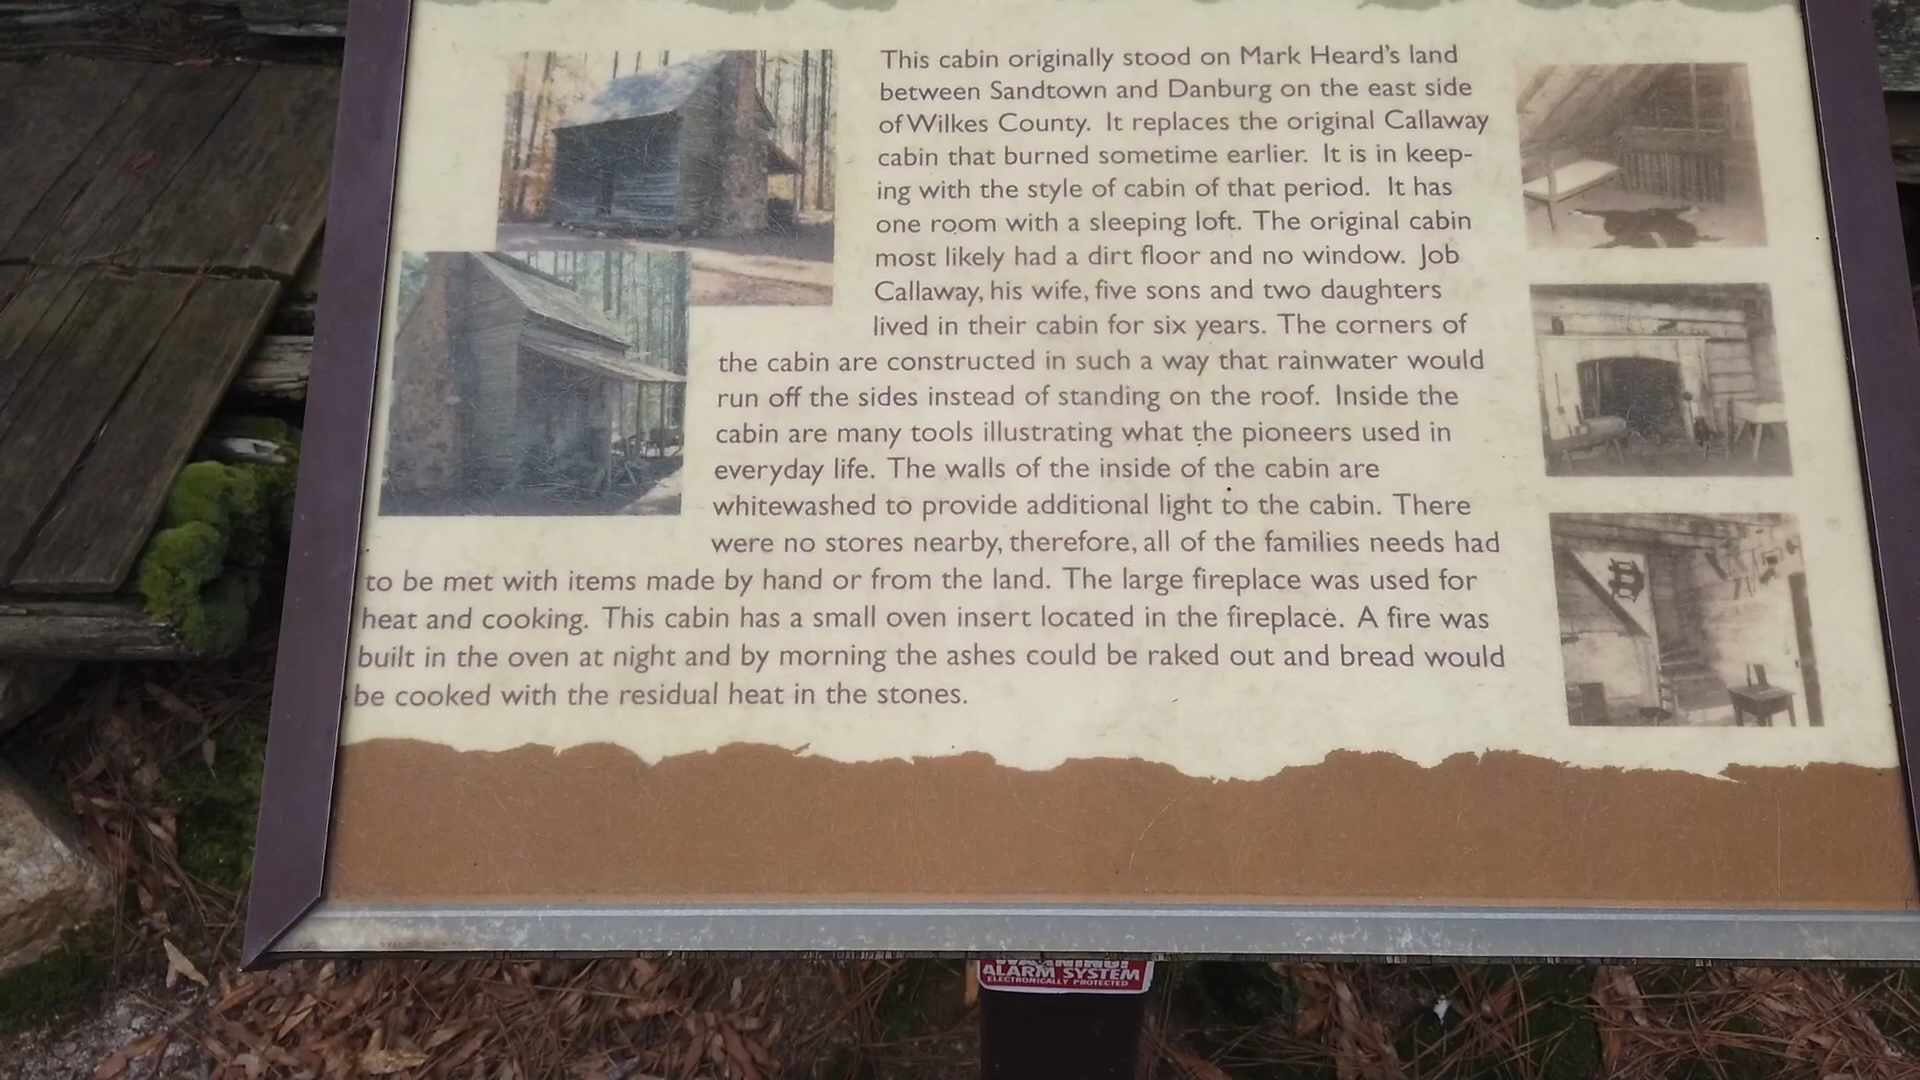 This cabin originally stood on Mark Heard's land
between Sandtown and Danburg on the east side
of Wilkes County. It replaces the original Callaway
cabin that burned sometime earlier. It is in keep-
ing with the style of cabin of that period. It has
one room with a sleeping loft. The original cabin
most likely had a dirt floor and no window. Job
Callaway, his wife, five sons and two daughters
lived in their cabin for six years. The corners of
the cabin are constructed in such a way that rainwater would
run off the sides instead of standing on the roof. Inside the
cabin are many tools illustrating what the pioneers used in
everyday life. The walls of the inside of the cabin are
whitewashed to provide additional light to the cabin. There
were no stores nearby, therefore, all of the families needs had
to be met with items made by hand or from the land. The large fireplace was used for
heat and cooking. This cabin has a small oven insert located in the fireplace. A fire was
built in the oven at night and by morning the ashes could be raked out and bread would
be cooked with the residual heat in the stones.
WARNING!
ALARM SYSTEM
ELECTRONICALLY PROTECTED